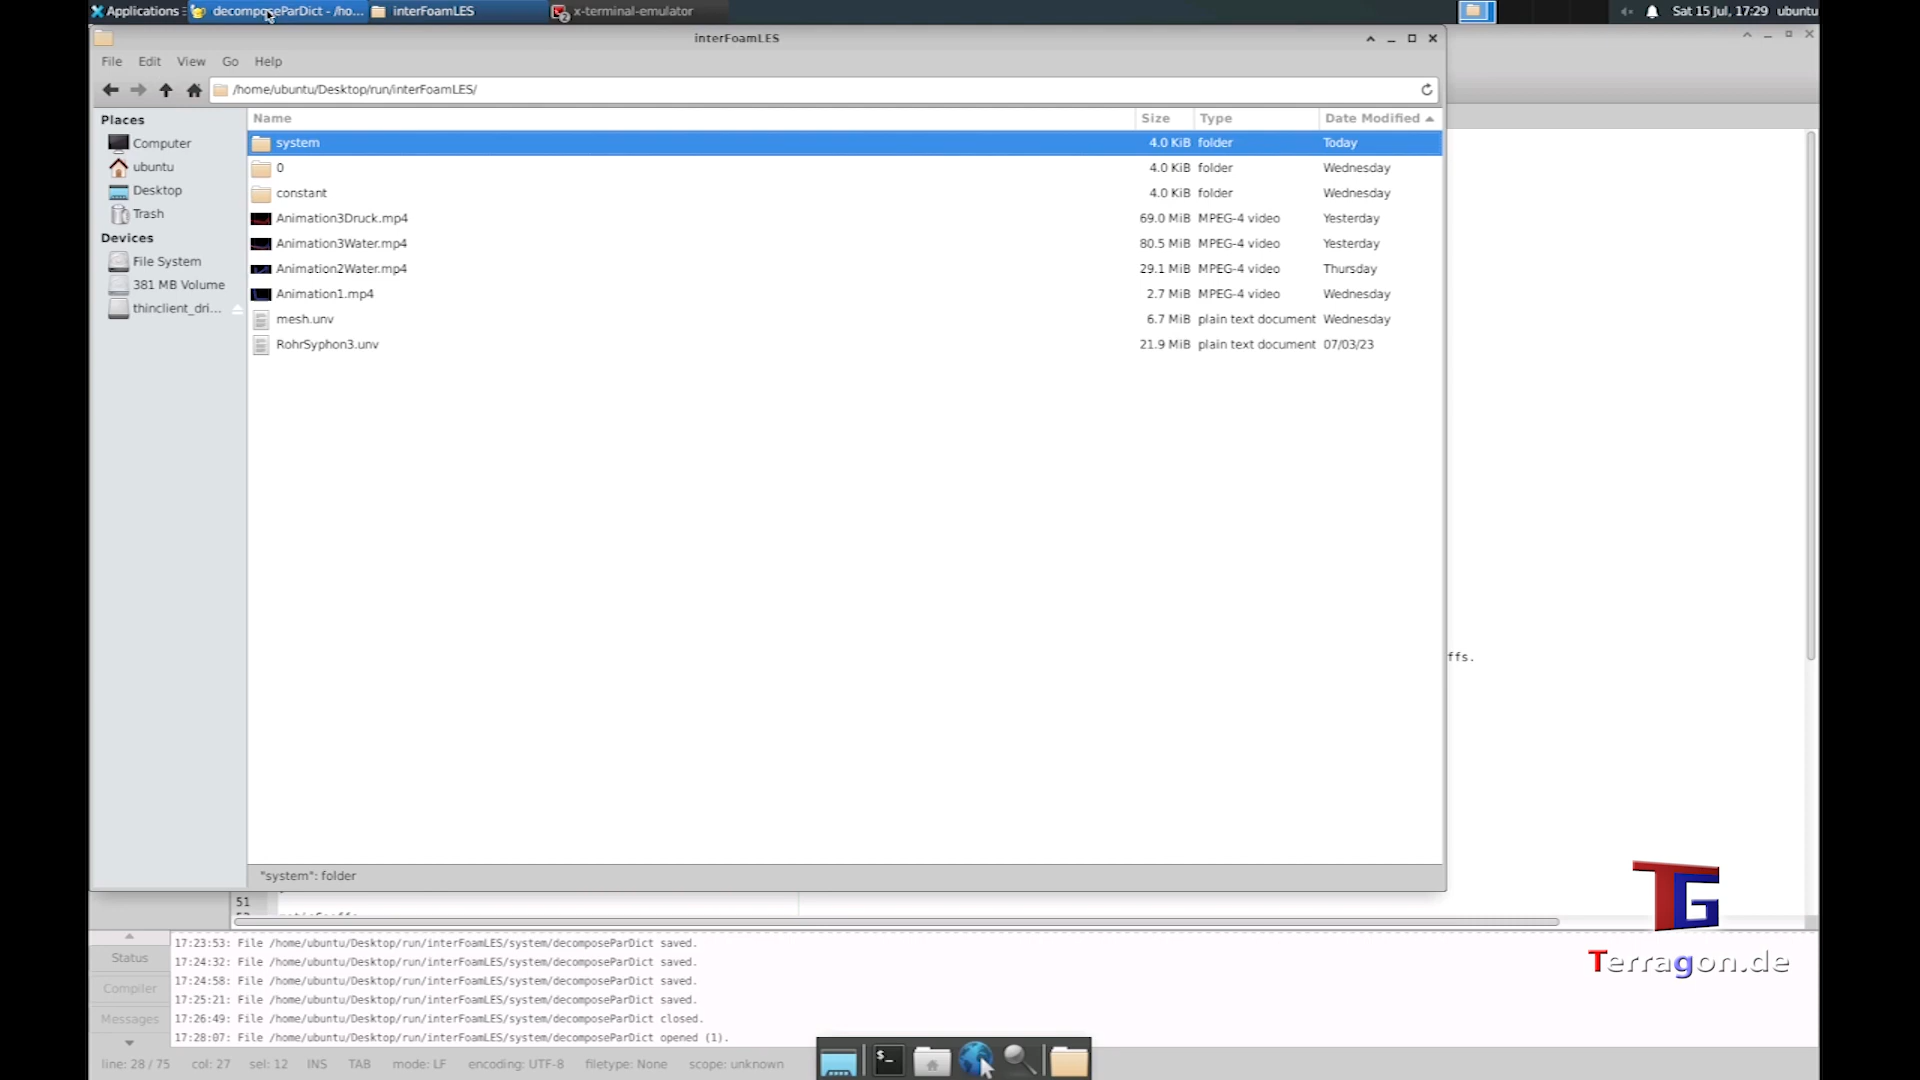 Applications
decomposeParDict - /ho...
interFoamLES
x-terminal-emulator
Sat 15 Jul, 17:29 ubuntu
interFoamLES
File Edit View Go Help
/home/ubuntu/Desktop/run/interFoamLES/
Places
Computer
ubuntu
Desktop
Trash
Devices
File System
381 MB Volume
thinclient_dri...
Name Size Type Date Modified
system 4.0 KiB folder Today
0 4.0 KiB folder Wednesday
constant 4.0 KiB folder Wednesday
Animation3Druck.mp4 69.0 MiB MPEG-4 video Yesterday
Animation3Water.mp4 80.5 MiB MPEG-4 video Yesterday
Animation2Water.mp4 29.1 MiB MPEG-4 video Thursday
Animation1.mp4 2.7 MiB MPEG-4 video Wednesday
mesh.unv 6.7 MiB plain text document Wednesday
RohrSyphon3.unv 21.9 MiB plain text document 07/03/23
ffs.
"system": folder
51
TG
Terragon.de
Status
Compiler
Messages
17:23:53: File /home/ubuntu/Desktop/run/interFoamLES/system/decomposeParDict saved.
17:24:32: File /home/ubuntu/Desktop/run/interFoamLES/system/decomposeParDict saved.
17:24:58: File /home/ubuntu/Desktop/run/interFoamLES/system/decomposeParDict saved.
17:25:21: File /home/ubuntu/Desktop/run/interFoamLES/system/decomposeParDict saved.
17:26:49: File /home/ubuntu/Desktop/run/interFoamLES/system/decomposeParDict closed.
17:28:07: File /home/ubuntu/Desktop/run/interFoamLES/system/decomposeParDict opened (1).
line: 28 / 75 col: 27 sel: 12 INS TAB mode: LF encoding: UTF-8 filetype: None scope: unknown